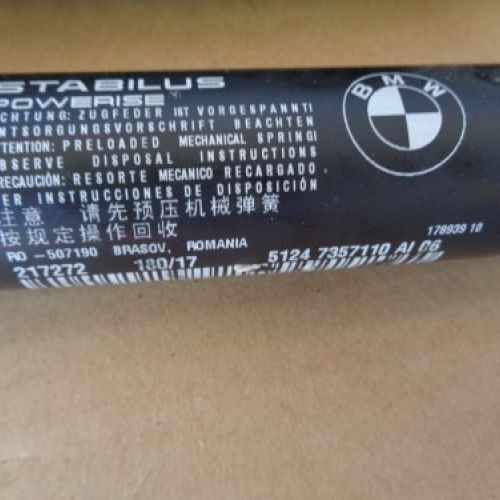 STABILUS
POWERISE
ACHTUNG: ZUGFEDER IST VORGESPANNT!
ENTSORGUNGSVORSCHRIFT BEACHTEN
ATTENTION: PRELOADED MECHANICAL SPRING!
OBSERVE DISPOSAL INSTRUCTIONS
PRECAUCIÓN: RESORTE MECANICO RECARGADO.
VER INSTRUCCIONES DE DISPOSICIÓN
注意 请先预压机械弹簧
按规定操作回收
RO -507190 BRASOV, ROMANIA
217272 180/17
BMW
178939 10
5124 7357110 AI 06